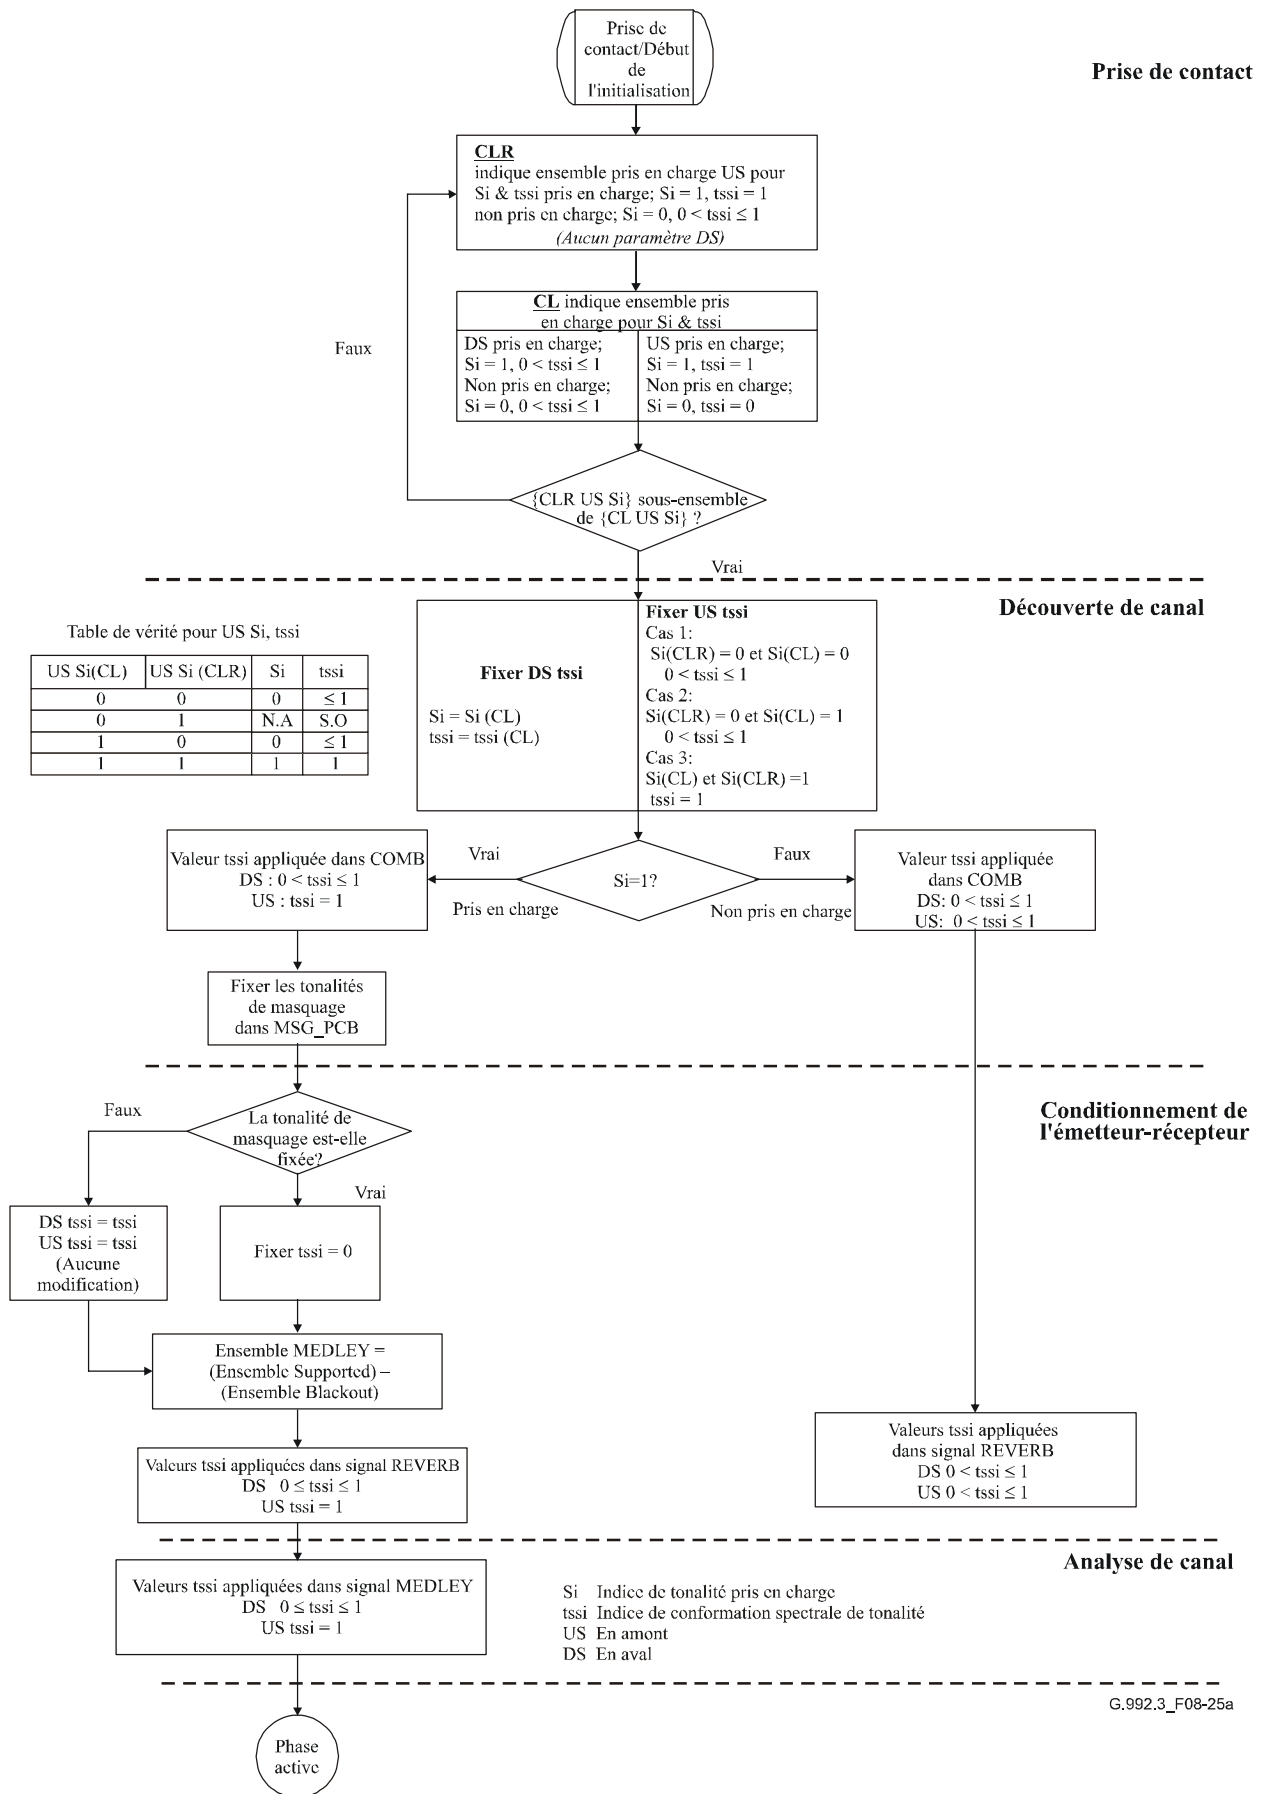 Prise de
contact/Début
de
l'initialisation
Prise de contact
CLR
indique ensemble pris en charge US pour
Si & tssi pris en charge; Si = 1, tssi = 1
non pris en charge; Si = 0, 0 < tssi ≤ 1
(Aucun paramètre DS)
CL indique ensemble pris
en charge pour Si & tssi
DS pris en charge;
Si = 1, 0 < tssi ≤ 1
Non pris en charge;
Si = 0, 0 < tssi ≤ 1
US pris en charge;
Si = 1, tssi = 1
Non pris en charge;
Si = 0, tssi = 0
Faux
{CLR US Si} sous-ensemble
de {CL US Si} ?
Vrai
Découverte de canal
Table de vérité pour US Si, tssi
US Si(CL) US Si (CLR) Si tssi
0 0 0 ≤ 1
0 1 N.A S.O
1 0 0 ≤ 1
1 1 1 1
Fixer DS tssi
Si = Si (CL)
tssi = tssi (CL)
Fixer US tssi
Cas 1:
Si(CLR) = 0 et Si(CL) = 0
0 < tssi ≤ 1
Cas 2:
Si(CLR) = 0 et Si(CL) = 1
0 < tssi ≤ 1
Cas 3:
Si(CL) et Si(CLR) =1
tssi = 1
Valeur tssi appliquée dans COMB
DS : 0 < tssi ≤ 1
US : tssi = 1
Vrai
Pris en charge
Si=1?
Faux
Non pris en charge
Valeur tssi appliquée
dans COMB
DS: 0 < tssi ≤ 1
US: 0 < tssi ≤ 1
Fixer les tonalités
de masquage
dans MSG_PCB
Conditionnement de
l'émetteur-récepteur
Faux
La tonalité de
masquage est-elle
fixée?
Vrai
DS tssi = tssi
US tssi = tssi
(Aucune
modification)
Fixer tssi = 0
Ensemble MEDLEY =
(Ensemble Supported) –
(Ensemble Blackout)
Valeurs tssi appliquées dans signal REVERB
DS 0 ≤ tssi ≤ 1
US tssi = 1
Valeurs tssi appliquées
dans signal REVERB
DS 0 < tssi ≤ 1
US 0 < tssi ≤ 1
Analyse de canal
Valeurs tssi appliquées dans signal MEDLEY
DS 0 ≤ tssi ≤ 1
US tssi = 1
Si Indice de tonalité pris en charge
tssi Indice de conformation spectrale de tonalité
US En amont
DS En aval
G.992.3_F08-25a
Phase
active